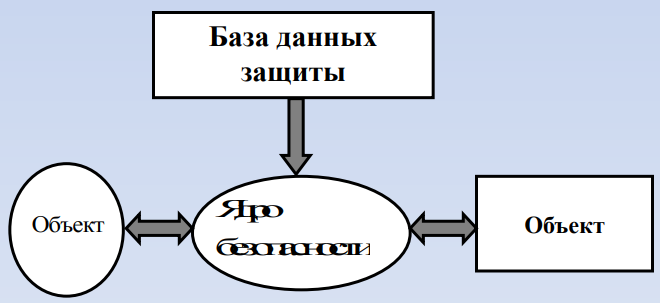 База данных
защиты
Объект
Ядро
безопасности
Объект